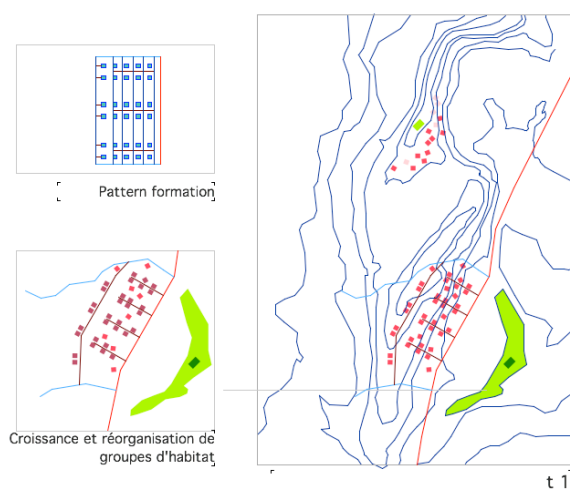 Pattern formation
Croissance et réorganisation de
groupes d'habitat
t 1